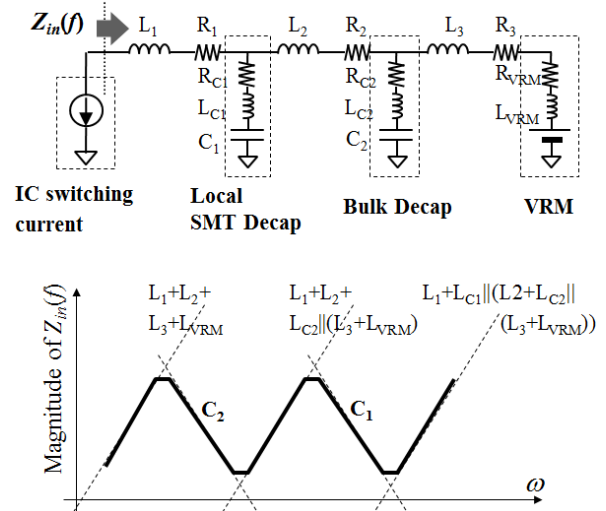 Zin(f)
L1 R1 L2 R2 L3 R3
RC1 RC2 RVRM
LC1 LC2 LVRM
C1 C2
IC switching
current
Local
SMT Decap
Bulk Decap
VRM
Magnitude of Zin(f)
L1+L2+
L3+LVRM
L1+L2+
LC2||(L3+LVRM)
L1+LC1||(L2+LC2||
(L3+LVRM))
C2
C1
ω